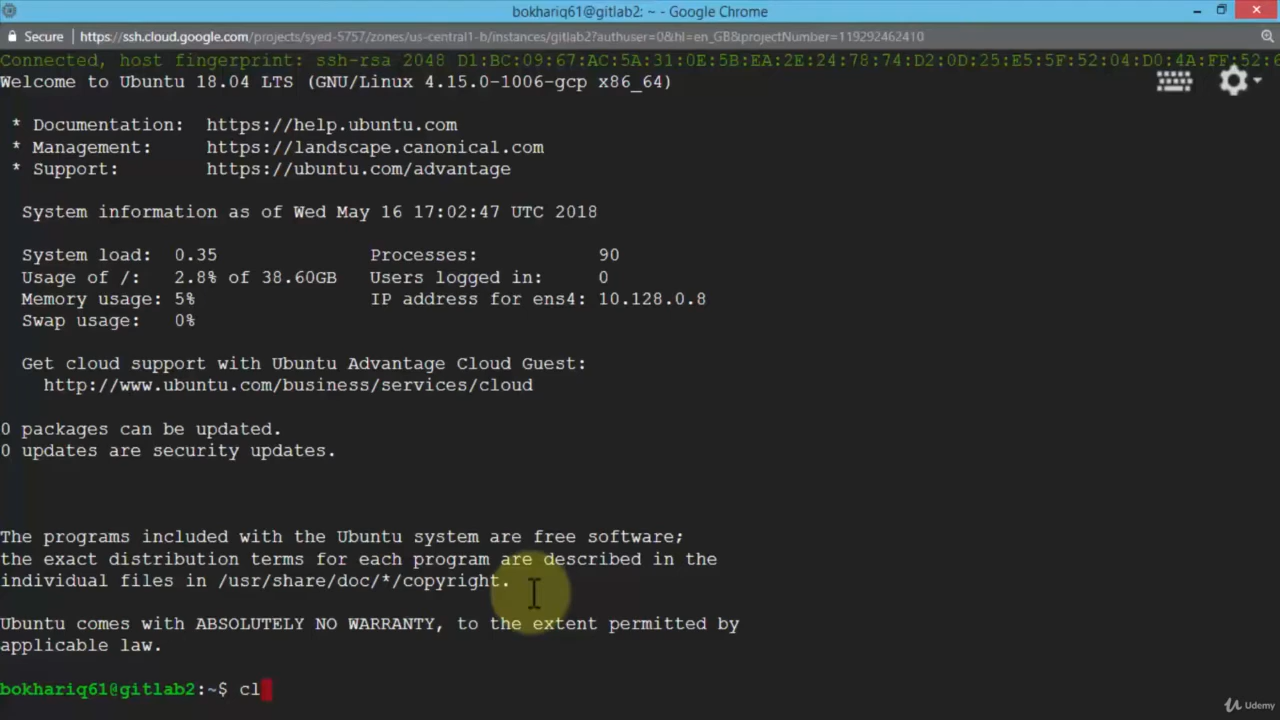 bokhariq61@gitlab2: ~ - Google Chrome
Secure | https://ssh.cloud.google.com/projects/syed-5757/zones/us-central1-b/instances/gitlab2?authuser=0&hl=en_GB&projectNumber=119292462410
Connected, host fingerprint: ssh-rsa 2048 D1:BC:09:67:AC:5A:31:0E:5B:EA:2E:24:78:74:D2:0D:25:E5:5F:52:04:D0:4A:FF:52:6
Welcome to Ubuntu 18.04 LTS (GNU/Linux 4.15.0-1006-gcp x86_64)
* Documentation: https://help.ubuntu.com
* Management: https://landscape.canonical.com
* Support: https://ubuntu.com/advantage
System information as of Wed May 16 17:02:47 UTC 2018
System load: 0.35 Processes: 90
Usage of /: 2.8% of 38.60GB Users logged in: 0
Memory usage: 5% IP address for ens4: 10.128.0.8
Swap usage: 0%
Get cloud support with Ubuntu Advantage Cloud Guest:
http://www.ubuntu.com/business/services/cloud
0 packages can be updated.
0 updates are security updates.
The programs included with the Ubuntu system are free software;
the exact distribution terms for each program are described in the
individual files in /usr/share/doc/*/copyright.
Ubuntu comes with ABSOLUTELY NO WARRANTY, to the extent permitted by
applicable law.
bokhariq61@gitlab2:~$ cl
Udemy